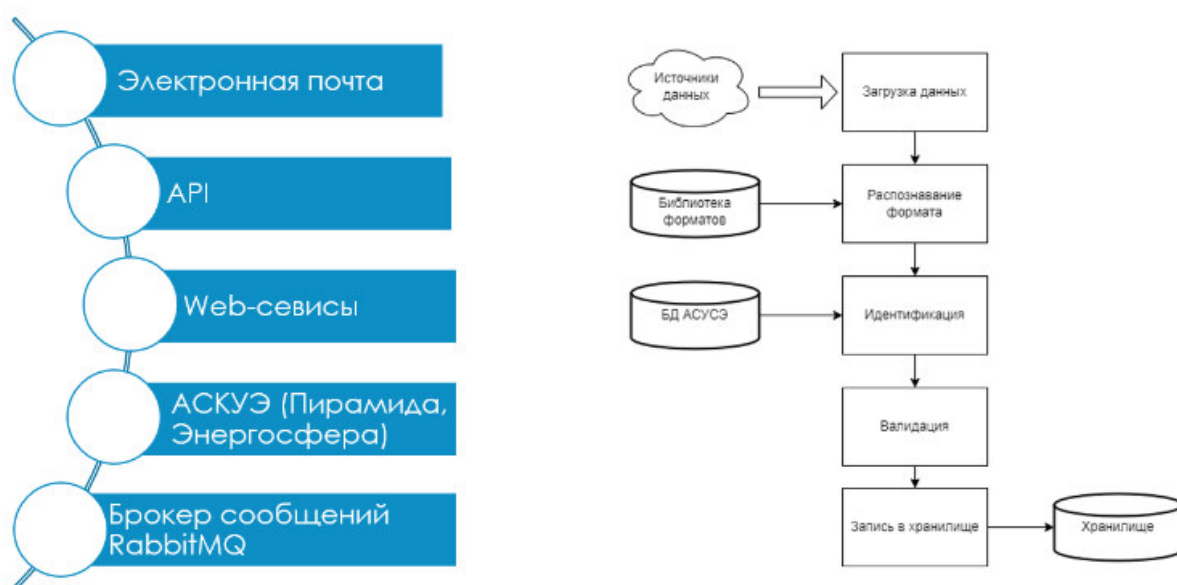 Электронная почта
API
Web-севисы
АСКУЭ (Пирамида,
Энергосфера)
Брокер сообщений
RabbitMQ
Источники
данных
Загрузка данных
Библиотека
форматов
Распознавание
формата
БД АСУСЭ
Идентификация
Валидация
Запись в хранилище
Хранилище